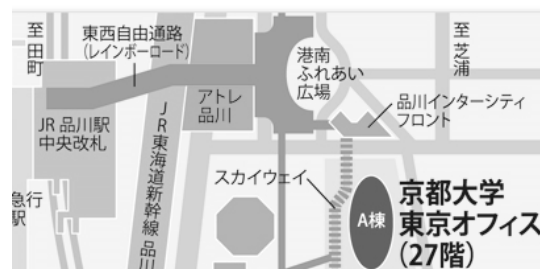 至田町
東西自由通路
（レインボーロード）
港南
ふれあい
広場
至芝浦
アトレ
品川
品川インターシティ
フロント
JR 品川駅
中央改札
JR東海道新幹線 品川
スカイウェイ
急行
駅
A棟
京都大学
東京オフィス
（27階）